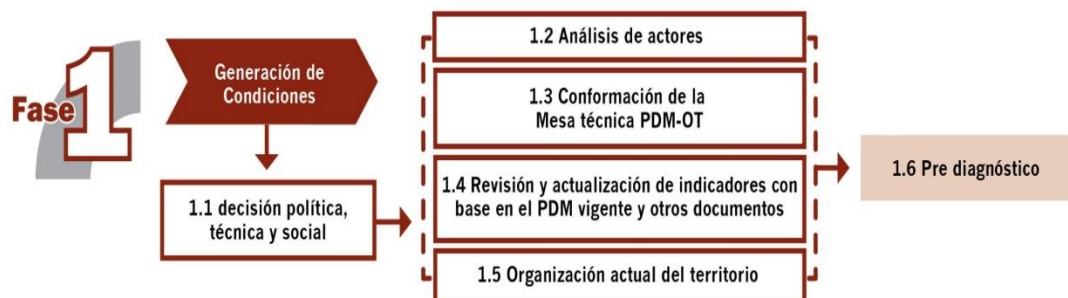 Fase 1
Generación de
Condiciones
1.1 decisión política,
técnica y social
1.2 Análisis de actores
1.3 Conformación de la
Mesa técnica PDM-OT
1.4 Revisión y actualización de indicadores con
base en el PDM vigente y otros documentos
1.5 Organización actual del territorio
1.6 Pre diagnóstico